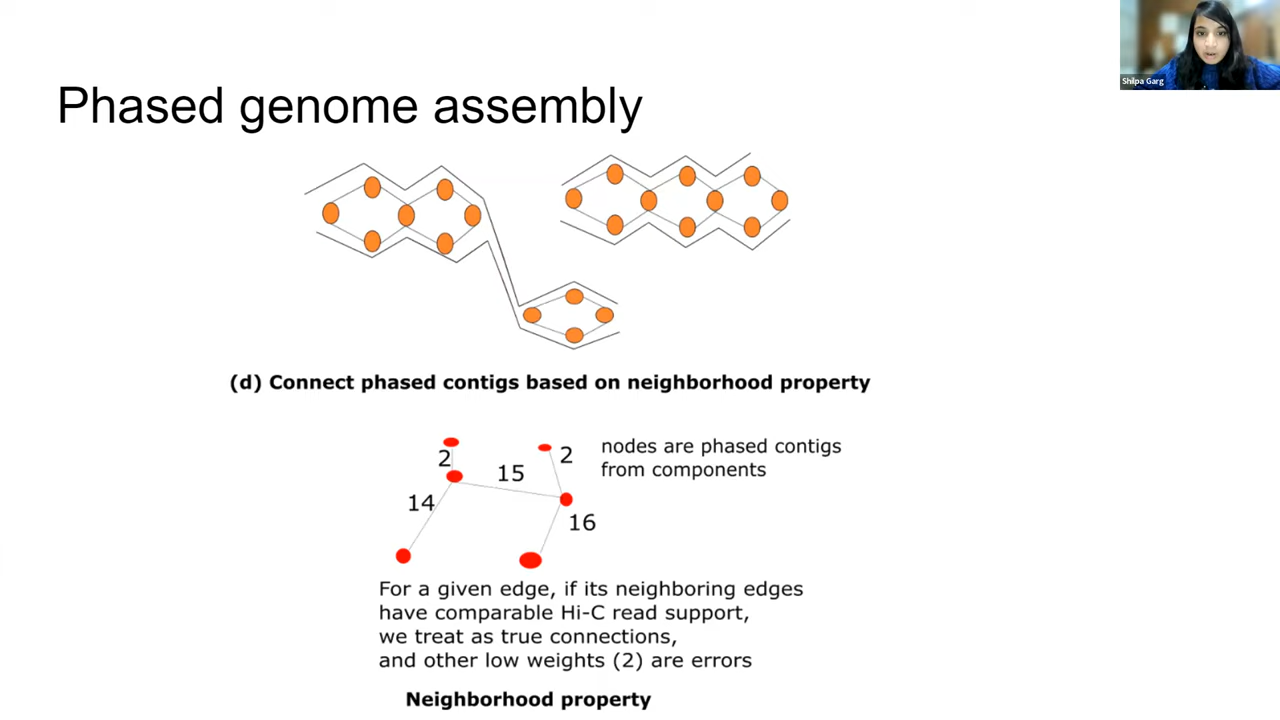 Shilpa Garg
Phased genome assembly
(d) Connect phased contigs based on neighborhood property
2
15
2
14
16
nodes are phased contigs
from components
For a given edge, if its neighboring edges
have comparable Hi-C read support,
we treat as true connections,
and other low weights (2) are errors
Neighborhood property